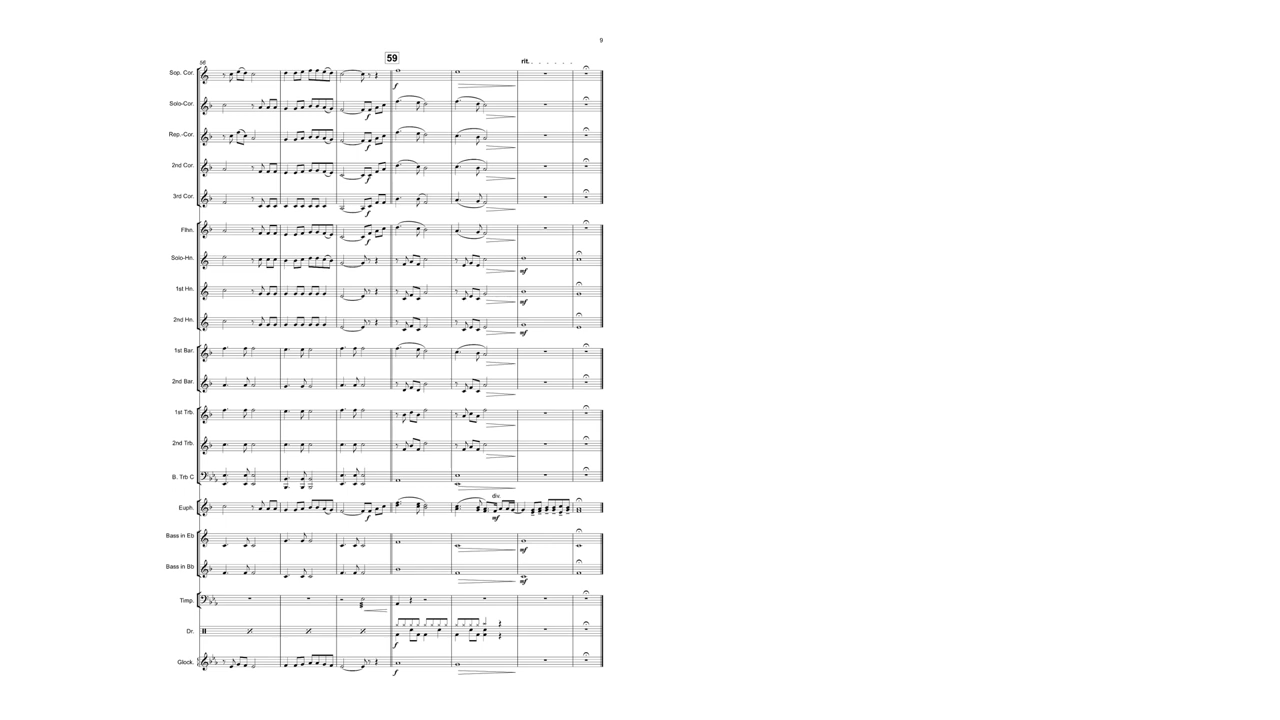 9
59
56
rit.
Sop. Cor.
f
Solo-Cor.
f
Rep.-Cor.
f
2nd Cor.
f
3rd Cor.
f
Flhn.
f
Solo-Hn.
mf
1st Hn.
mf
2nd Hn.
mf
1st Bar.
2nd Bar.
1st Trb.
2nd Trb.
B. Trb C
div.
Euph.
f mf
Bass in Eb
mf
Bass in Bb
mf
Timp.
Dr.
f
Glock.
f